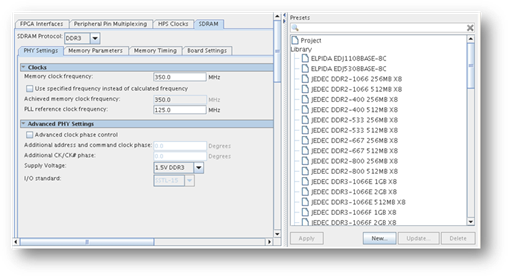 FPGA Interfaces Peripheral Pin Multiplexing HPS Clocks SDRAM
SDRAM Protocol: DDR3
PHY Settings Memory Parameters Memory Timing Board Settings
Clocks
Memory clock frequency: 350.0 MHz
Use specified frequency instead of calculated frequency
Achieved memory clock frequency: 350.0 MHz
PLL reference clock frequency: 125.0 MHz
Advanced PHY Settings
Advanced clock phase control
Additional address and command clock phase: 0.0 Degrees
Additional CK/CK# phase: 0.0 Degrees
Supply Voltage: 1.5V DDR3
I/O standard: SSTL-15
Presets
Project
Library
ELPIDA EDJ1108BASE-8C
ELPIDA EDJ5308BASE-8C
JEDEC DDR2-1066 256MB X8
JEDEC DDR2-1066 512MB X8
JEDEC DDR2-400 256MB X8
JEDEC DDR2-400 512MB X8
JEDEC DDR2-533 256MB X8
JEDEC DDR2-533 512MB X8
JEDEC DDR2-667 256MB X8
JEDEC DDR2-667 512MB X8
JEDEC DDR2-800 256MB X8
JEDEC DDR2-800 512MB X8
JEDEC DDR3-1066E 1GB X8
JEDEC DDR3-1066E 2GB X8
JEDEC DDR3-1066E 512MB X8
JEDEC DDR3-1066F 1GB X8
JEDEC DDR3-1066F 2GB X8
Apply New... Update... Delete